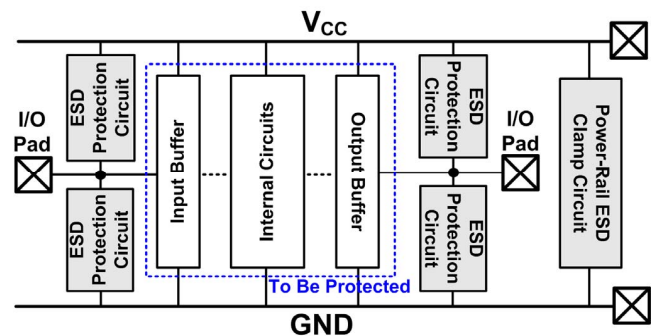 VCC
I/O
Pad
ESD
Protection
Circuit
ESD
Protection
Circuit
Input Buffer
Internal Circuits
Output Buffer
ESD
Protection
Circuit
ESD
Protection
Circuit
I/O
Pad
Power-Rail ESD
Clamp Circuit
To Be Protected
GND